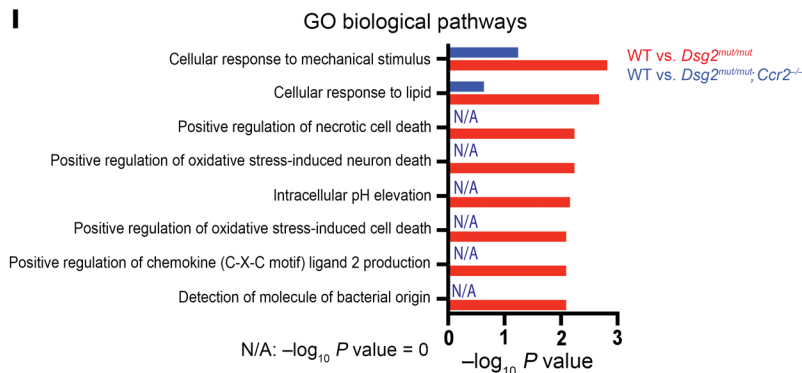 I
GO biological pathways
Cellular response to mechanical stimulus
WT vs. Dsg2mut/mut
WT vs. Dsg2mut/mut; Ccr2–/–
Cellular response to lipid
Positive regulation of necrotic cell death
N/A
Positive regulation of oxidative stress-induced neuron death
N/A
Intracellular pH elevation
N/A
Positive regulation of oxidative stress-induced cell death
N/A
Positive regulation of chemokine (C-X-C motif) ligand 2 production
N/A
Detection of molecule of bacterial origin
N/A
0 1 2 3
N/A: –log10 P value = 0
–log10 P value